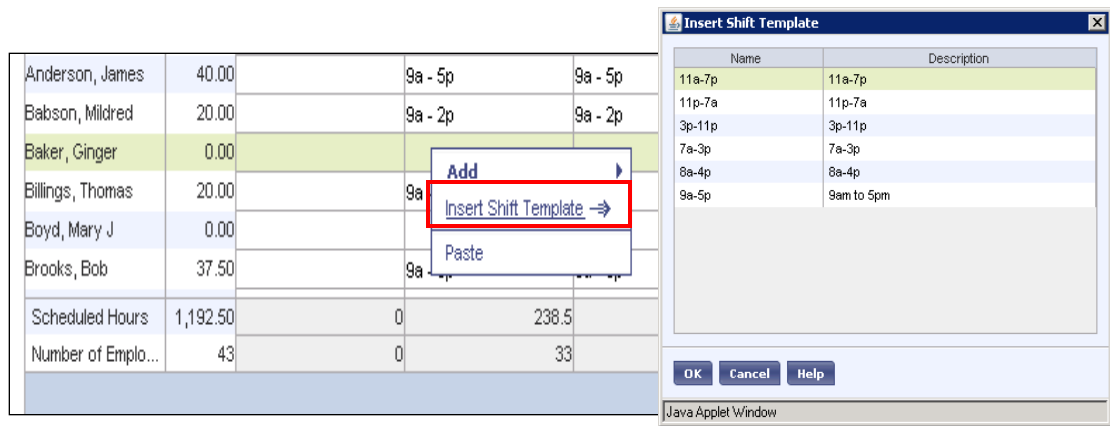 Anderson, James 40.00 9a - 5p 9a - 5p
Babson, Mildred 20.00 9a - 2p 9a - 2p
Baker, Ginger 0.00
Billings, Thomas 20.00 9a
Boyd, Mary J 0.00
Brooks, Bob 37.50 9a -
Scheduled Hours 1,192.50 0 238.5
Number of Emplo... 43 0 33
Add
Insert Shift Template
Paste
Insert Shift Template
Name Description
11a-7p 11a-7p
11p-7a 11p-7a
3p-11p 3p-11p
7a-3p 7a-3p
8a-4p 8a-4p
9a-5p 9am to 5pm
OK Cancel Help
Java Applet Window